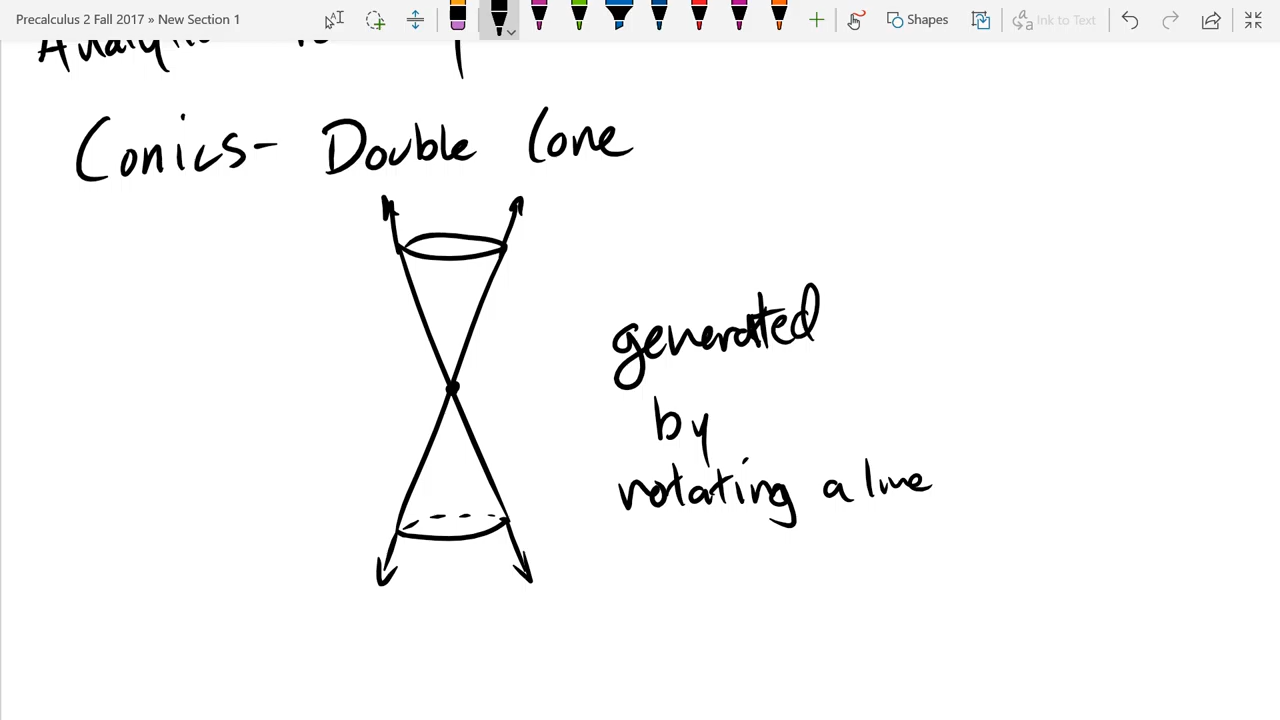 Precalculus 2 Fall 2017 » New Section 1
Shapes
Ink to Text
Conics- Double Cone
generated
by
rotating a line